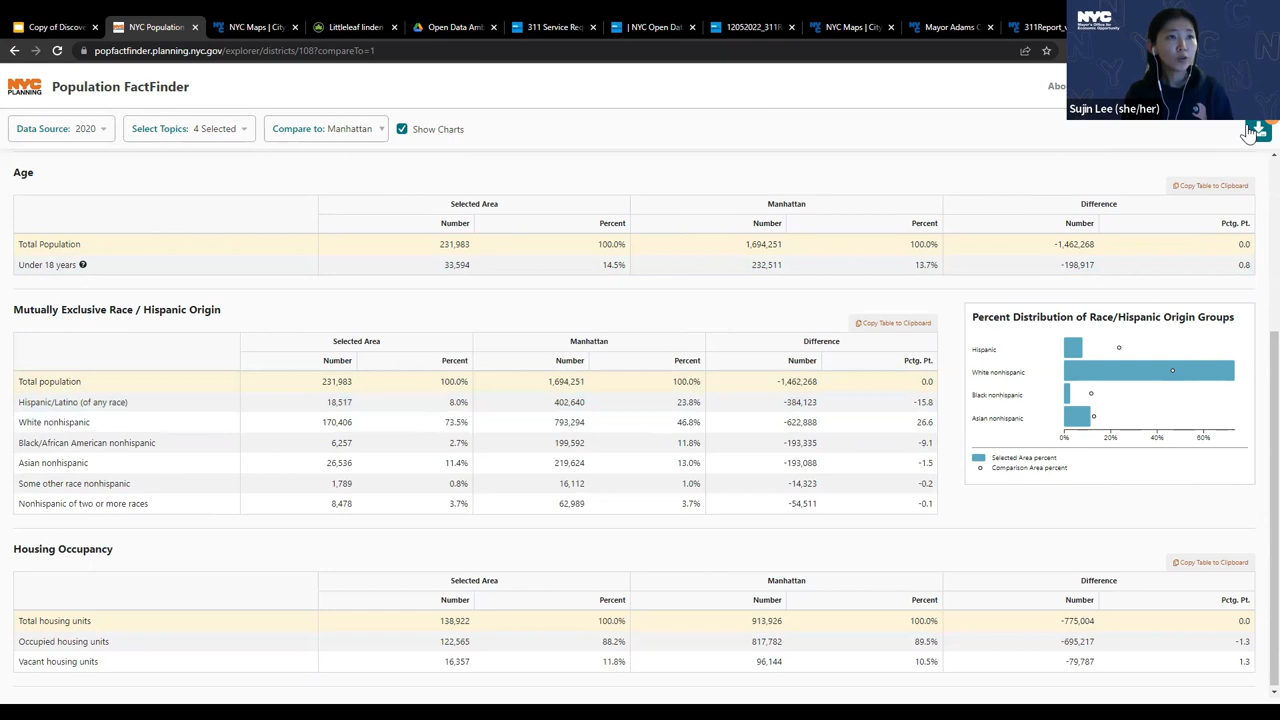 Copy of Discov
NYC Population
NYC Maps | City
Littleleaf finder
Open Data Amb
311 Service Req
| NYC Open Dat
12052022_311R
NYC Maps | City
Mayor Adams C
311Report_v
popfactfinder.planning.nyc.gov/explorer/districts/108?compareTo=1
NYC
Mayor's Office for
Economic Opportunity
Sujin Lee (she/her)
NYC
PLANNING
Population FactFinder
Abo
Data Source: 2020
Select Topics: 4 Selected
Compare to: Manhattan
Show Charts
Age
Copy Table to Clipboard
Selected Area Manhattan Difference
Number Percent Number Percent Number Pctg. Pt.
Total Population 231,983 100.0% 1,694,251 100.0% -1,462,268 0.0
Under 18 years 33,594 14.5% 232,511 13.7% -198,917 0.8
Mutually Exclusive Race / Hispanic Origin
Copy Table to Clipboard
Selected Area Manhattan Difference
Number Percent Number Percent Number Pctg. Pt.
Total population 231,983 100.0% 1,694,251 100.0% -1,462,268 0.0
Hispanic/Latino (of any race) 18,517 8.0% 402,640 23.8% -384,123 -15.8
White nonhispanic 170,406 73.5% 793,294 46.8% -622,888 26.6
Black/African American nonhispanic 6,257 2.7% 199,592 11.8% -193,335 -9.1
Asian nonhispanic 26,536 11.4% 219,624 13.0% -193,088 -1.5
Some other race nonhispanic 1,789 0.8% 16,112 1.0% -14,323 -0.2
Nonhispanic of two or more races 8,478 3.7% 62,989 3.7% -54,511 -0.1
Percent Distribution of Race/Hispanic Origin Groups
Hispanic
White nonhispanic
Black nonhispanic
Asian nonhispanic
0% 20% 40% 60%
Selected Area percent
Comparison Area percent
Housing Occupancy
Copy Table to Clipboard
Selected Area Manhattan Difference
Number Percent Number Percent Number Pctg. Pt.
Total housing units 138,922 100.0% 913,926 100.0% -775,004 0.0
Occupied housing units 122,565 88.2% 817,782 89.5% -695,217 -1.3
Vacant housing units 16,357 11.8% 96,144 10.5% -79,787 1.3